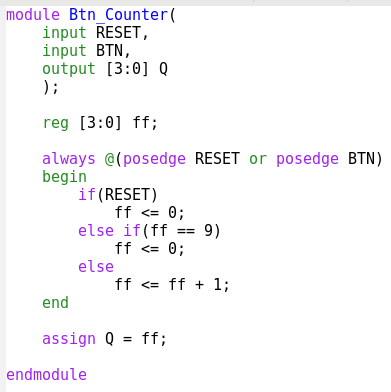 module Btn_Counter(
    input RESET,
    input BTN,
    output [3:0] Q
    );

    reg [3:0] ff;

    always @(posedge RESET or posedge BTN)
    begin
        if(RESET)
            ff <= 0;
        else if(ff == 9)
            ff <= 0;
        else
            ff <= ff + 1;
    end

    assign Q = ff;

endmodule